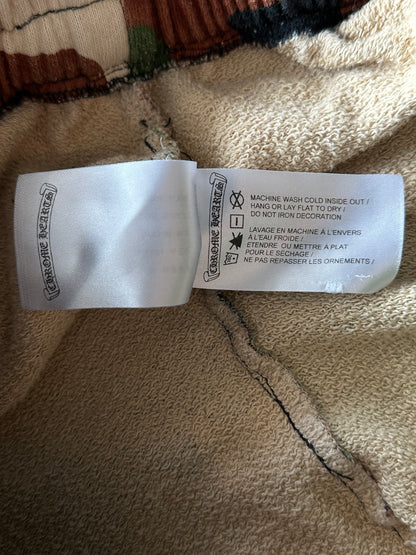 CHROME HEARTS
CHROME HEARTS
MACHINE WASH COLD INSIDE OUT /
HANG OR LAY FLAT TO DRY /
DO NOT IRON DECORATION
LAVAGE EN MACHINE À L'ENVERS
À L'EAU FROIDE /
ETENDRE OU METTRE A PLAT
POUR LE SÉCHAGE /
NE PAS REPASSER LES ORNEMENTS /